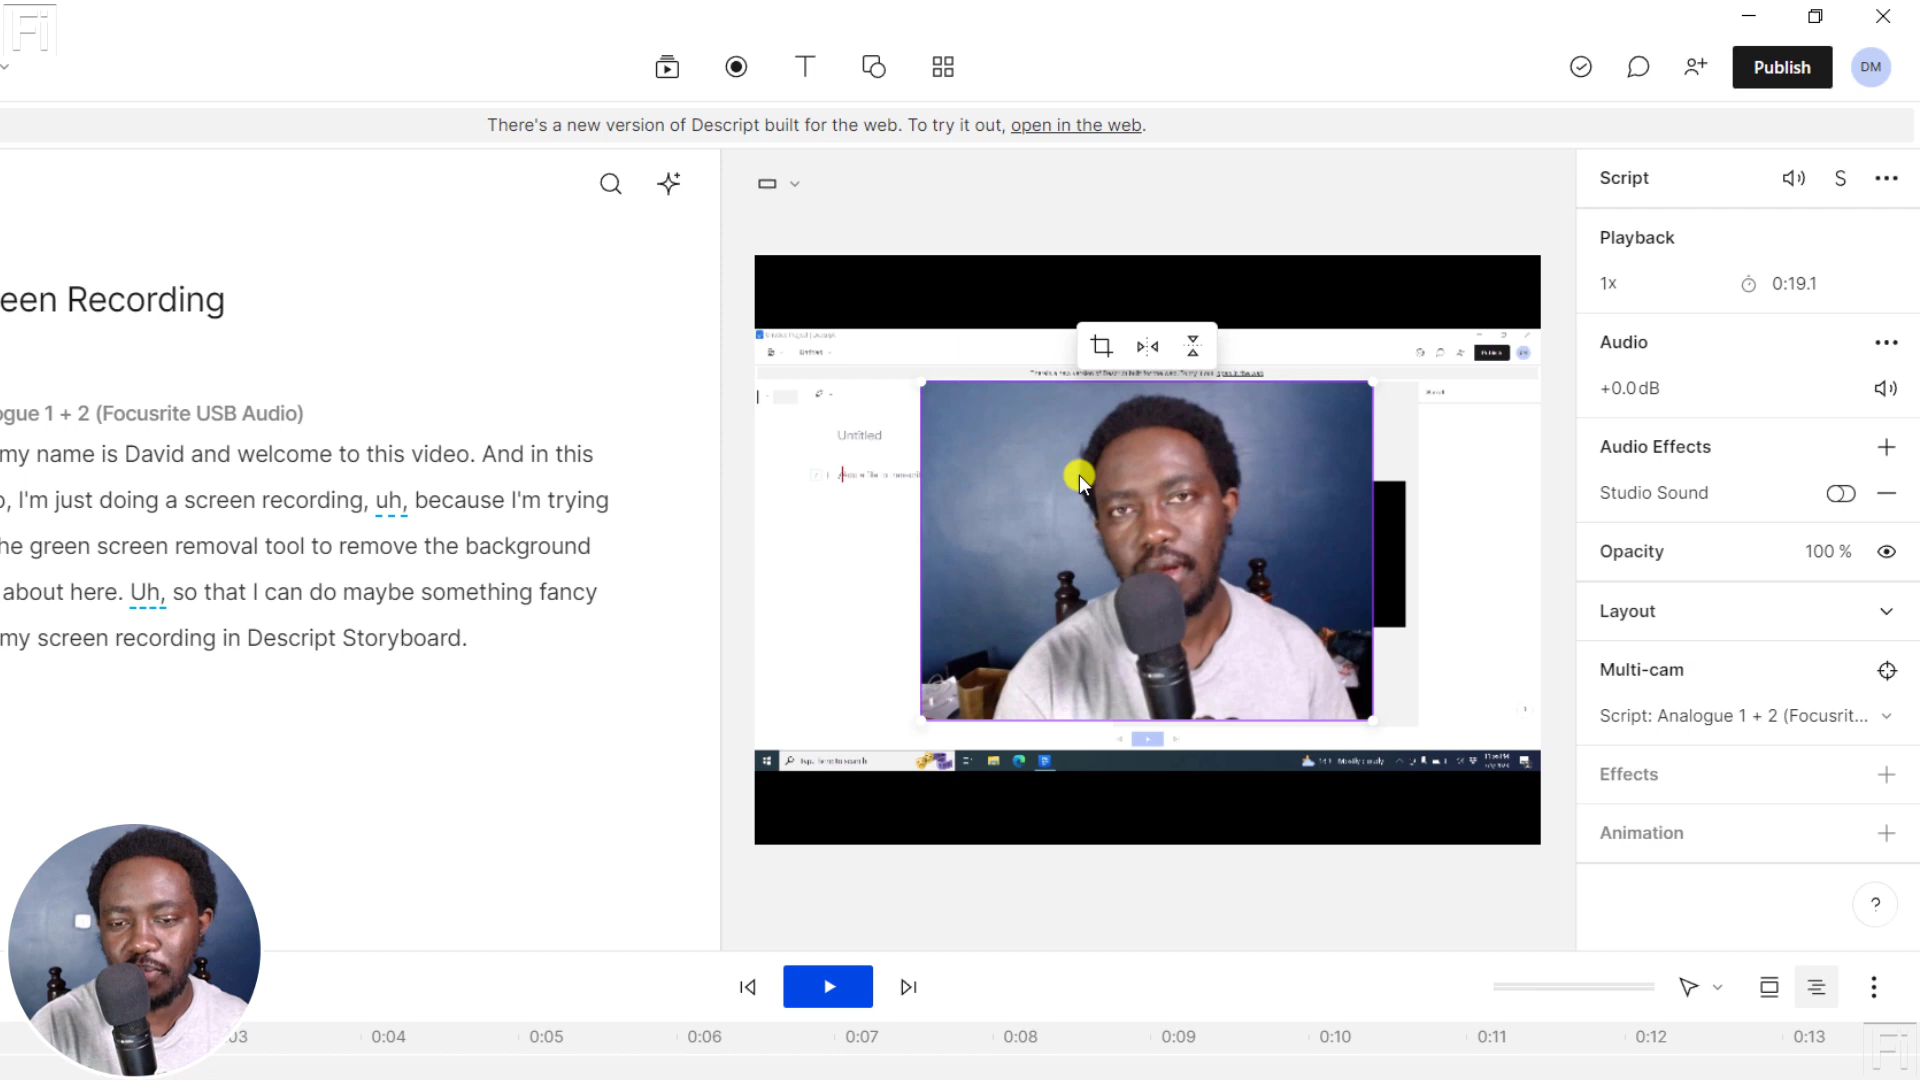 Fi
Publish
DM
There's a new version of Descript built for the web. To try it out, open in the web.
Script
S
Playback
een Recording
1x
0:19.1
Audio
ogue 1 + 2 (Focusrite USB Audio)
+0.0 dB
my name is David and welcome to this video. And in this
Untitled
Audio Effects
o, I'm just doing a screen recording, uh, because I'm trying
Studio Sound
he green screen removal tool to remove the background
Opacity
100 %
about here. Uh, so that I can do maybe something fancy
Layout
my screen recording in Descript Storyboard.
Multi-cam
Script: Analogue 1 + 2 (Focusrit...
Effects
Animation
?
:03
0:04
0:05
0:06
0:07
0:08
0:09
0:10
0:11
0:12
0:13
Fi